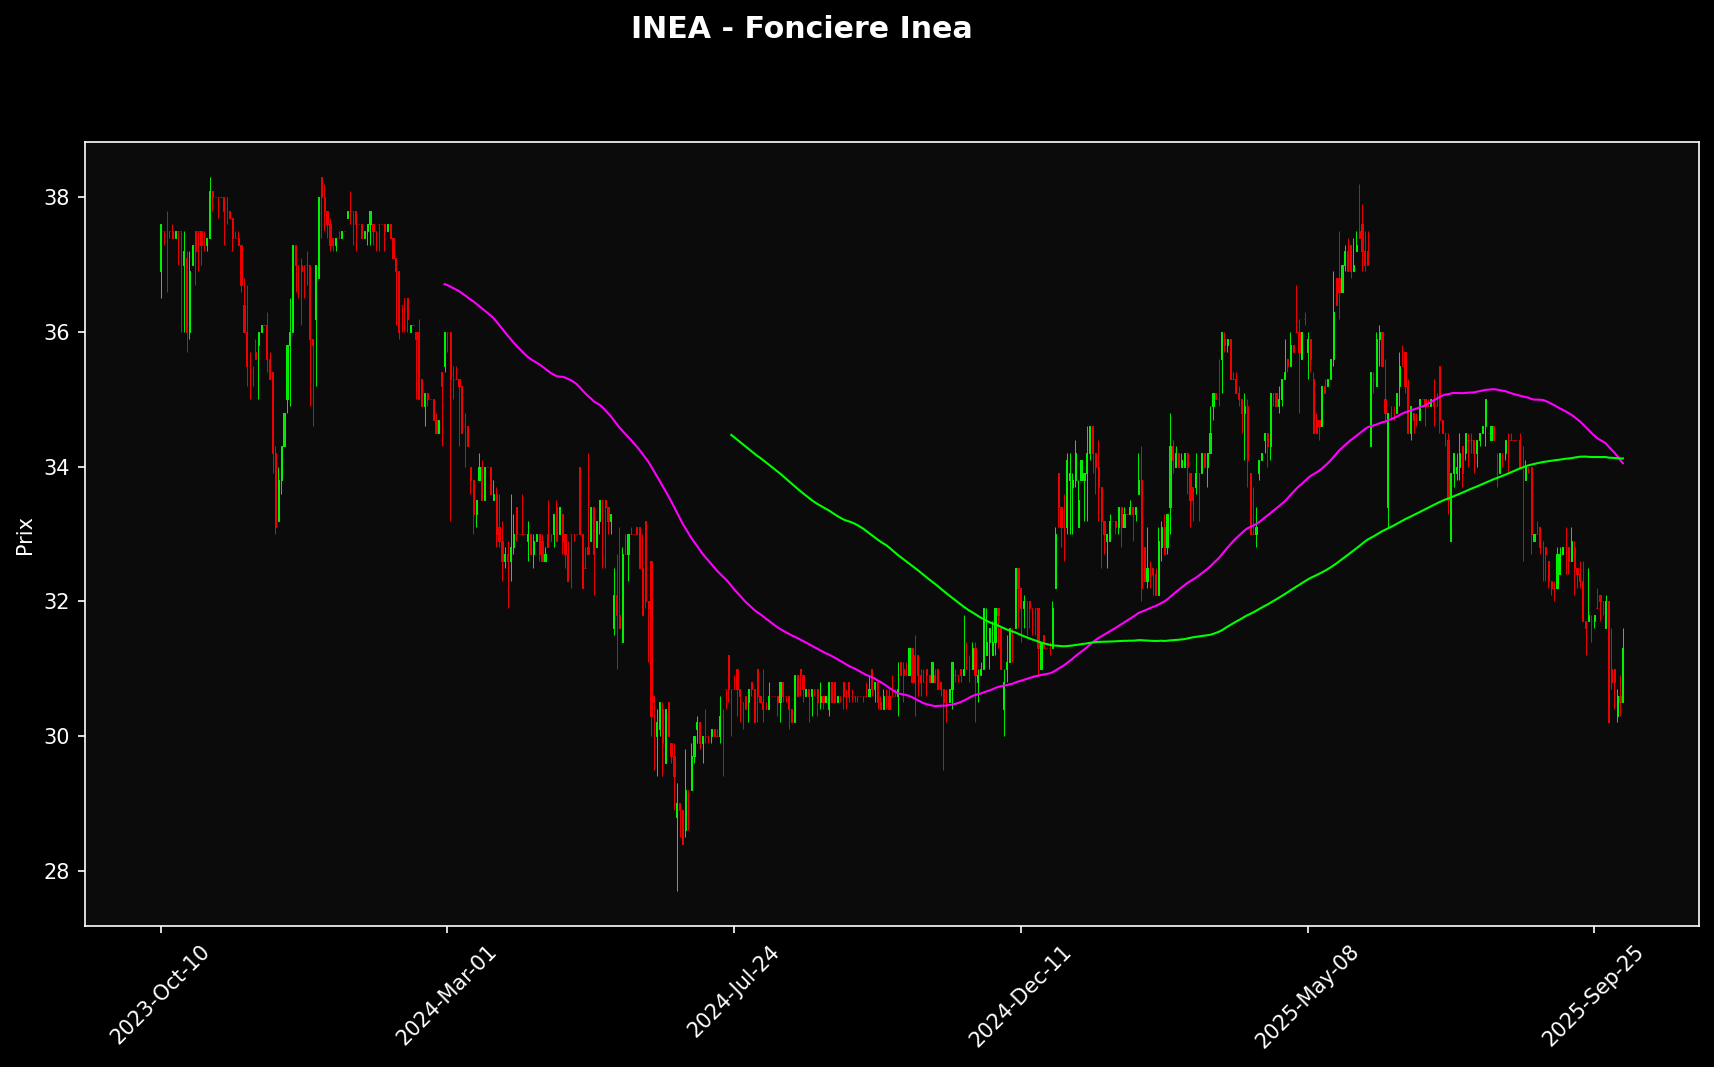 INEA - Fonciere Inea
Prix
38
36
34
32
30
28
2023-Oct-10
2024-Mar-01
2024-Jul-24
2024-Dec-11
2025-May-08
2025-Sep-25